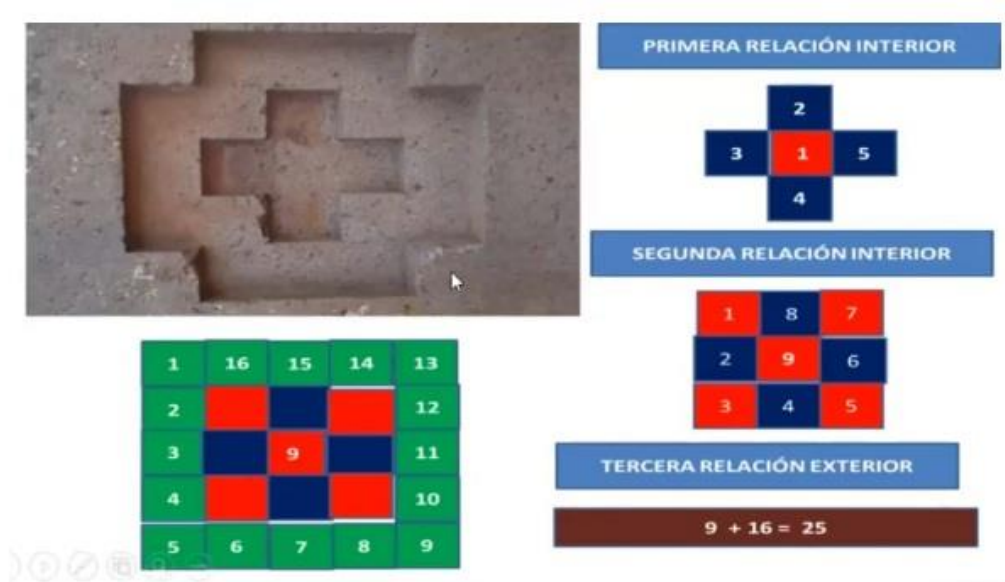 PRIMERA RELACIÓN INTERIOR
2
3 1 5
4
SEGUNDA RELACIÓN INTERIOR
1 8 7
2 9 6
3 4 5
1 16 15 14 13
2 12
3 9 11
4 10
5 6 7 8 9
TERCERA RELACIÓN EXTERIOR
9 + 16 = 25